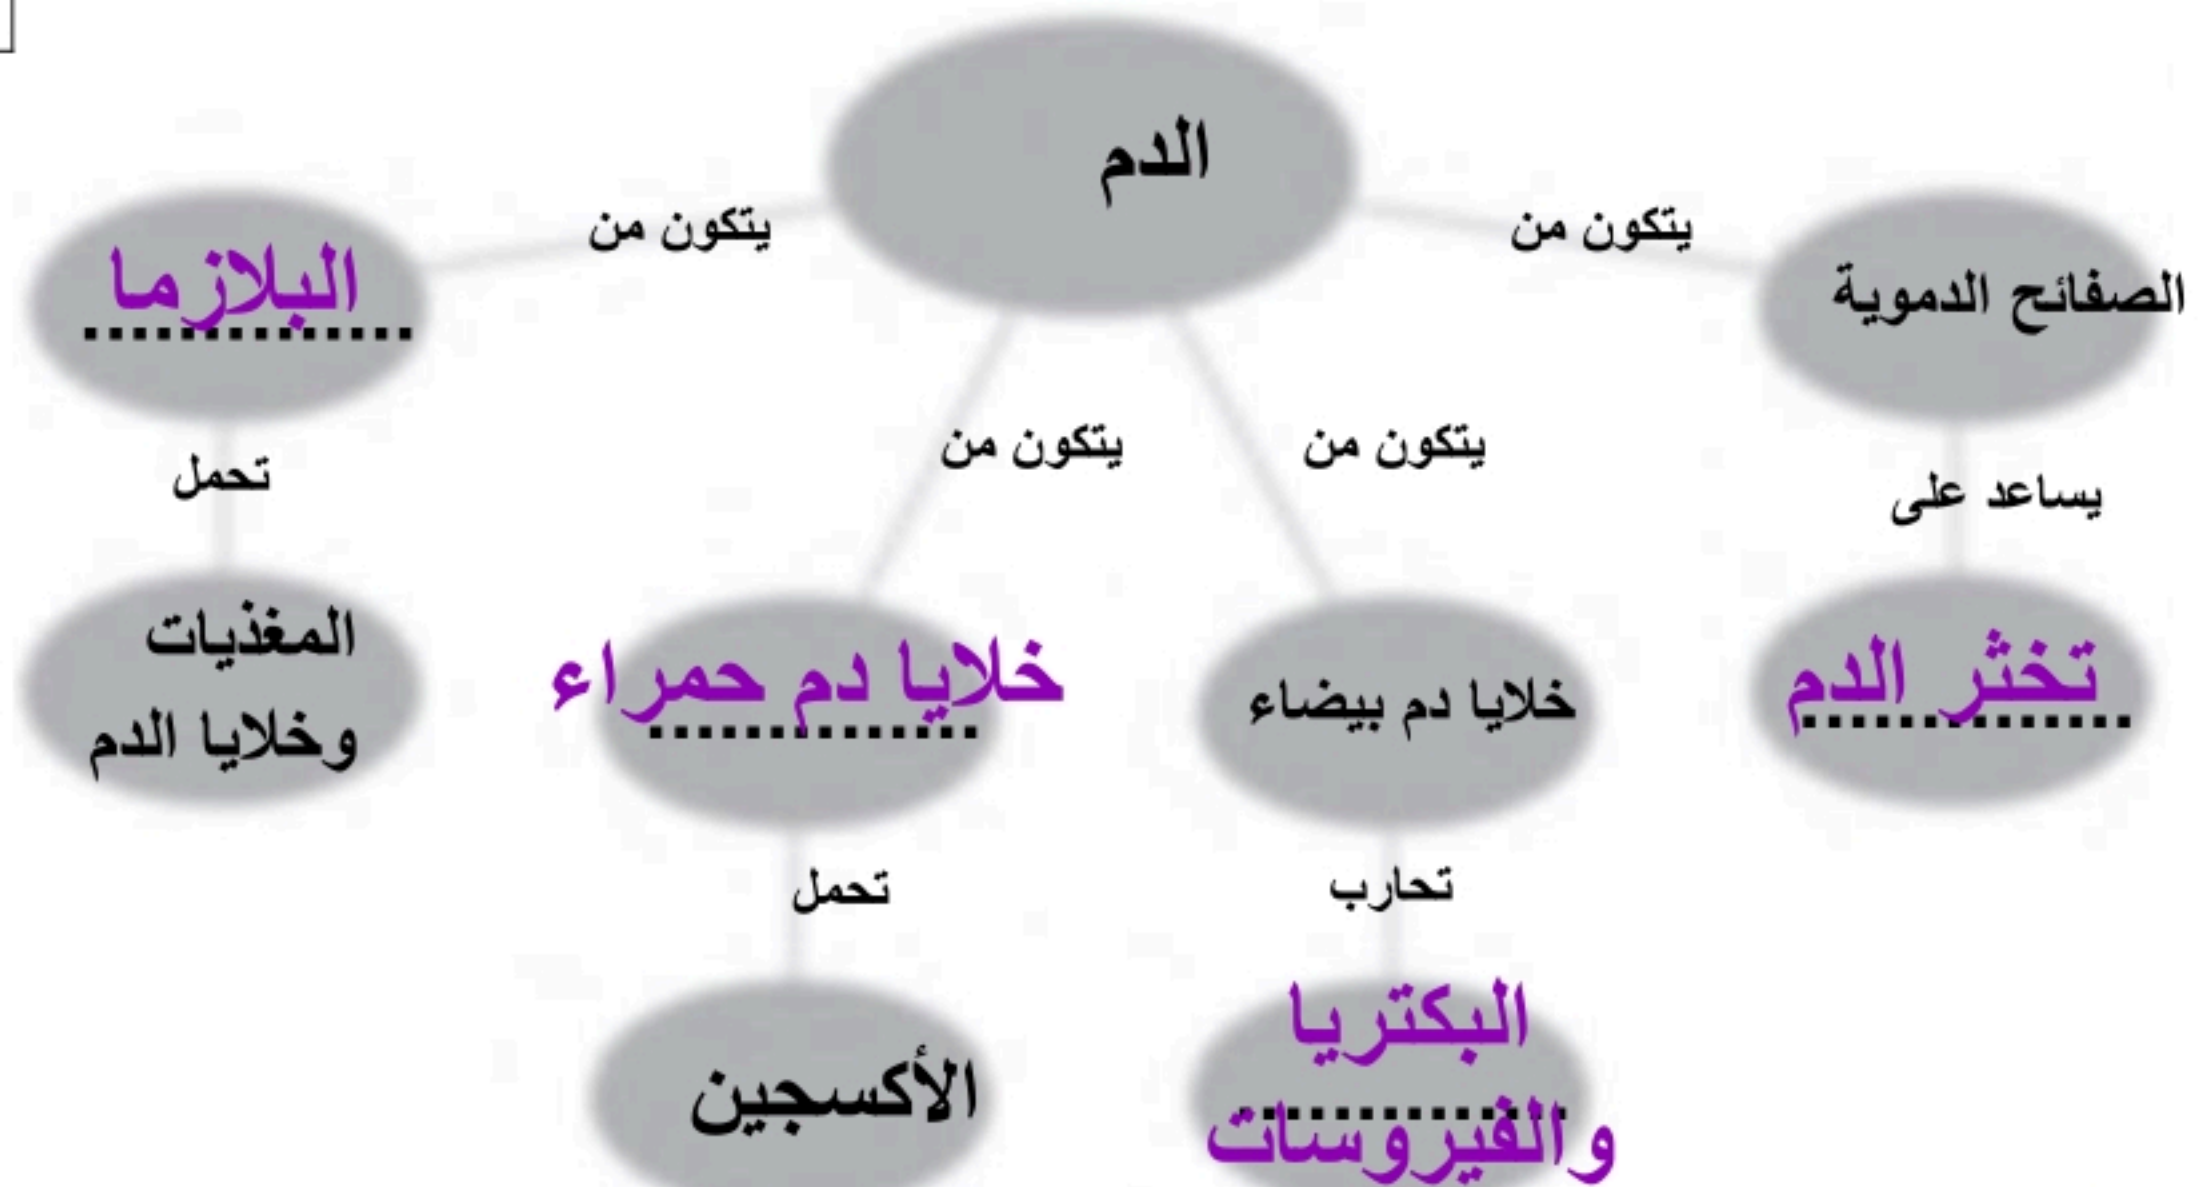 الدم
يتكون من
يتكون من
الصفائح الدموية
البلازما
..............
يتكون من
يتكون من
تحمل
يساعد على
المغذيات
وخلايا الدم
تخثر الدم
..............
خلايا دم بيضاء
خلايا دم حمراء
..............
تحارب
تحمل
البكتريا
..............
والفيروسات
الأكسجين